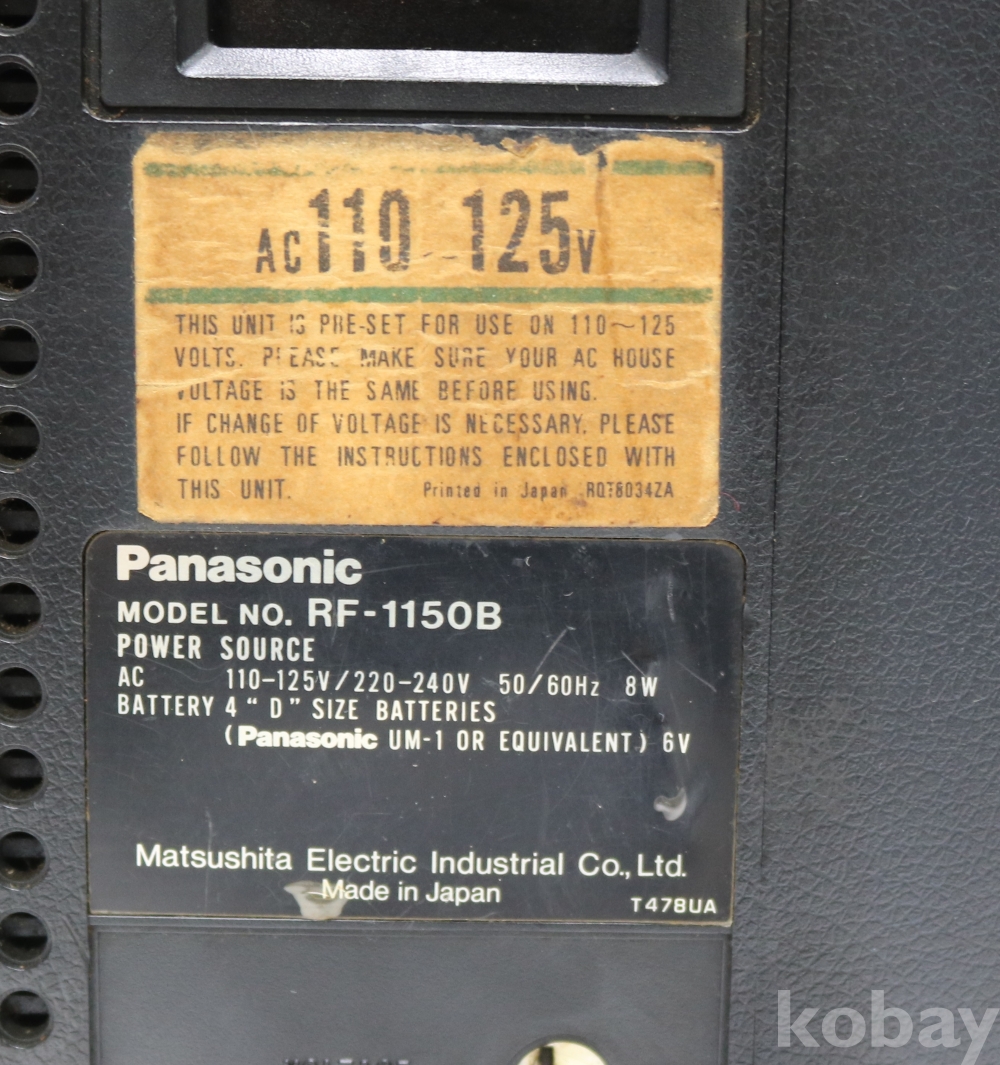 AC 110 125V
THIS UNIT IS PRE-SET FOR USE ON 110~125
VOLTS. PLEASE MAKE SURE YOUR AC HOUSE
VOLTAGE IS THE SAME BEFORE USING.
IF CHANGE OF VOLTAGE IS NECESSARY, PLEASE
FOLLOW THE INSTRUCTIONS ENCLOSED WITH
THIS UNIT. Printed in Japan RQT8034ZA
Panasonic
MODEL NO. RF-1150B
POWER SOURCE
AC 110-125V/220-240V 50/60Hz 8W
BATTERY 4 “ D ” SIZE BATTERIES
(Panasonic UM-1 OR EQUIVALENT) 6V
Matsushita Electric Industrial Co., Ltd.
Made in Japan
T478UA
kobay